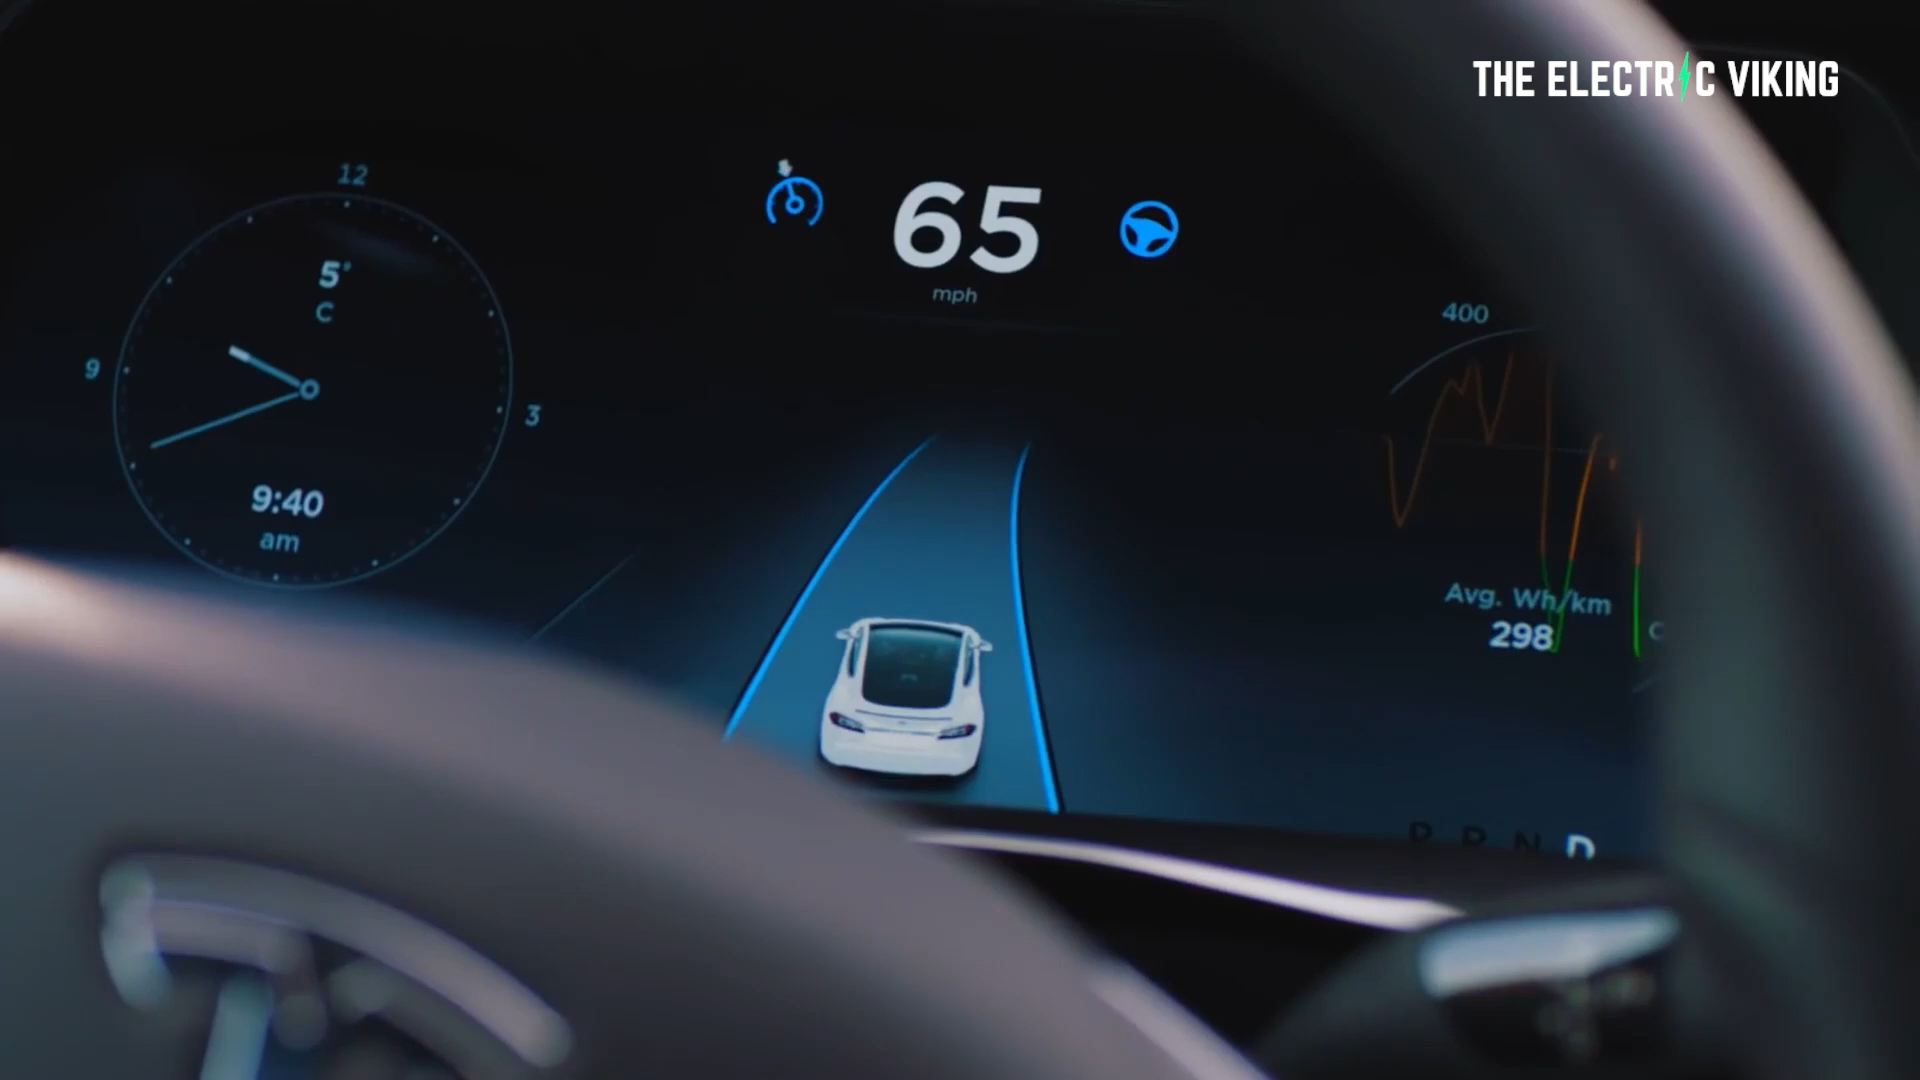 THE ELECTRIC VIKING
12
5°
C
9
3
9:40
am
65
mph
400
Avg. Wh/km
298
P R N D